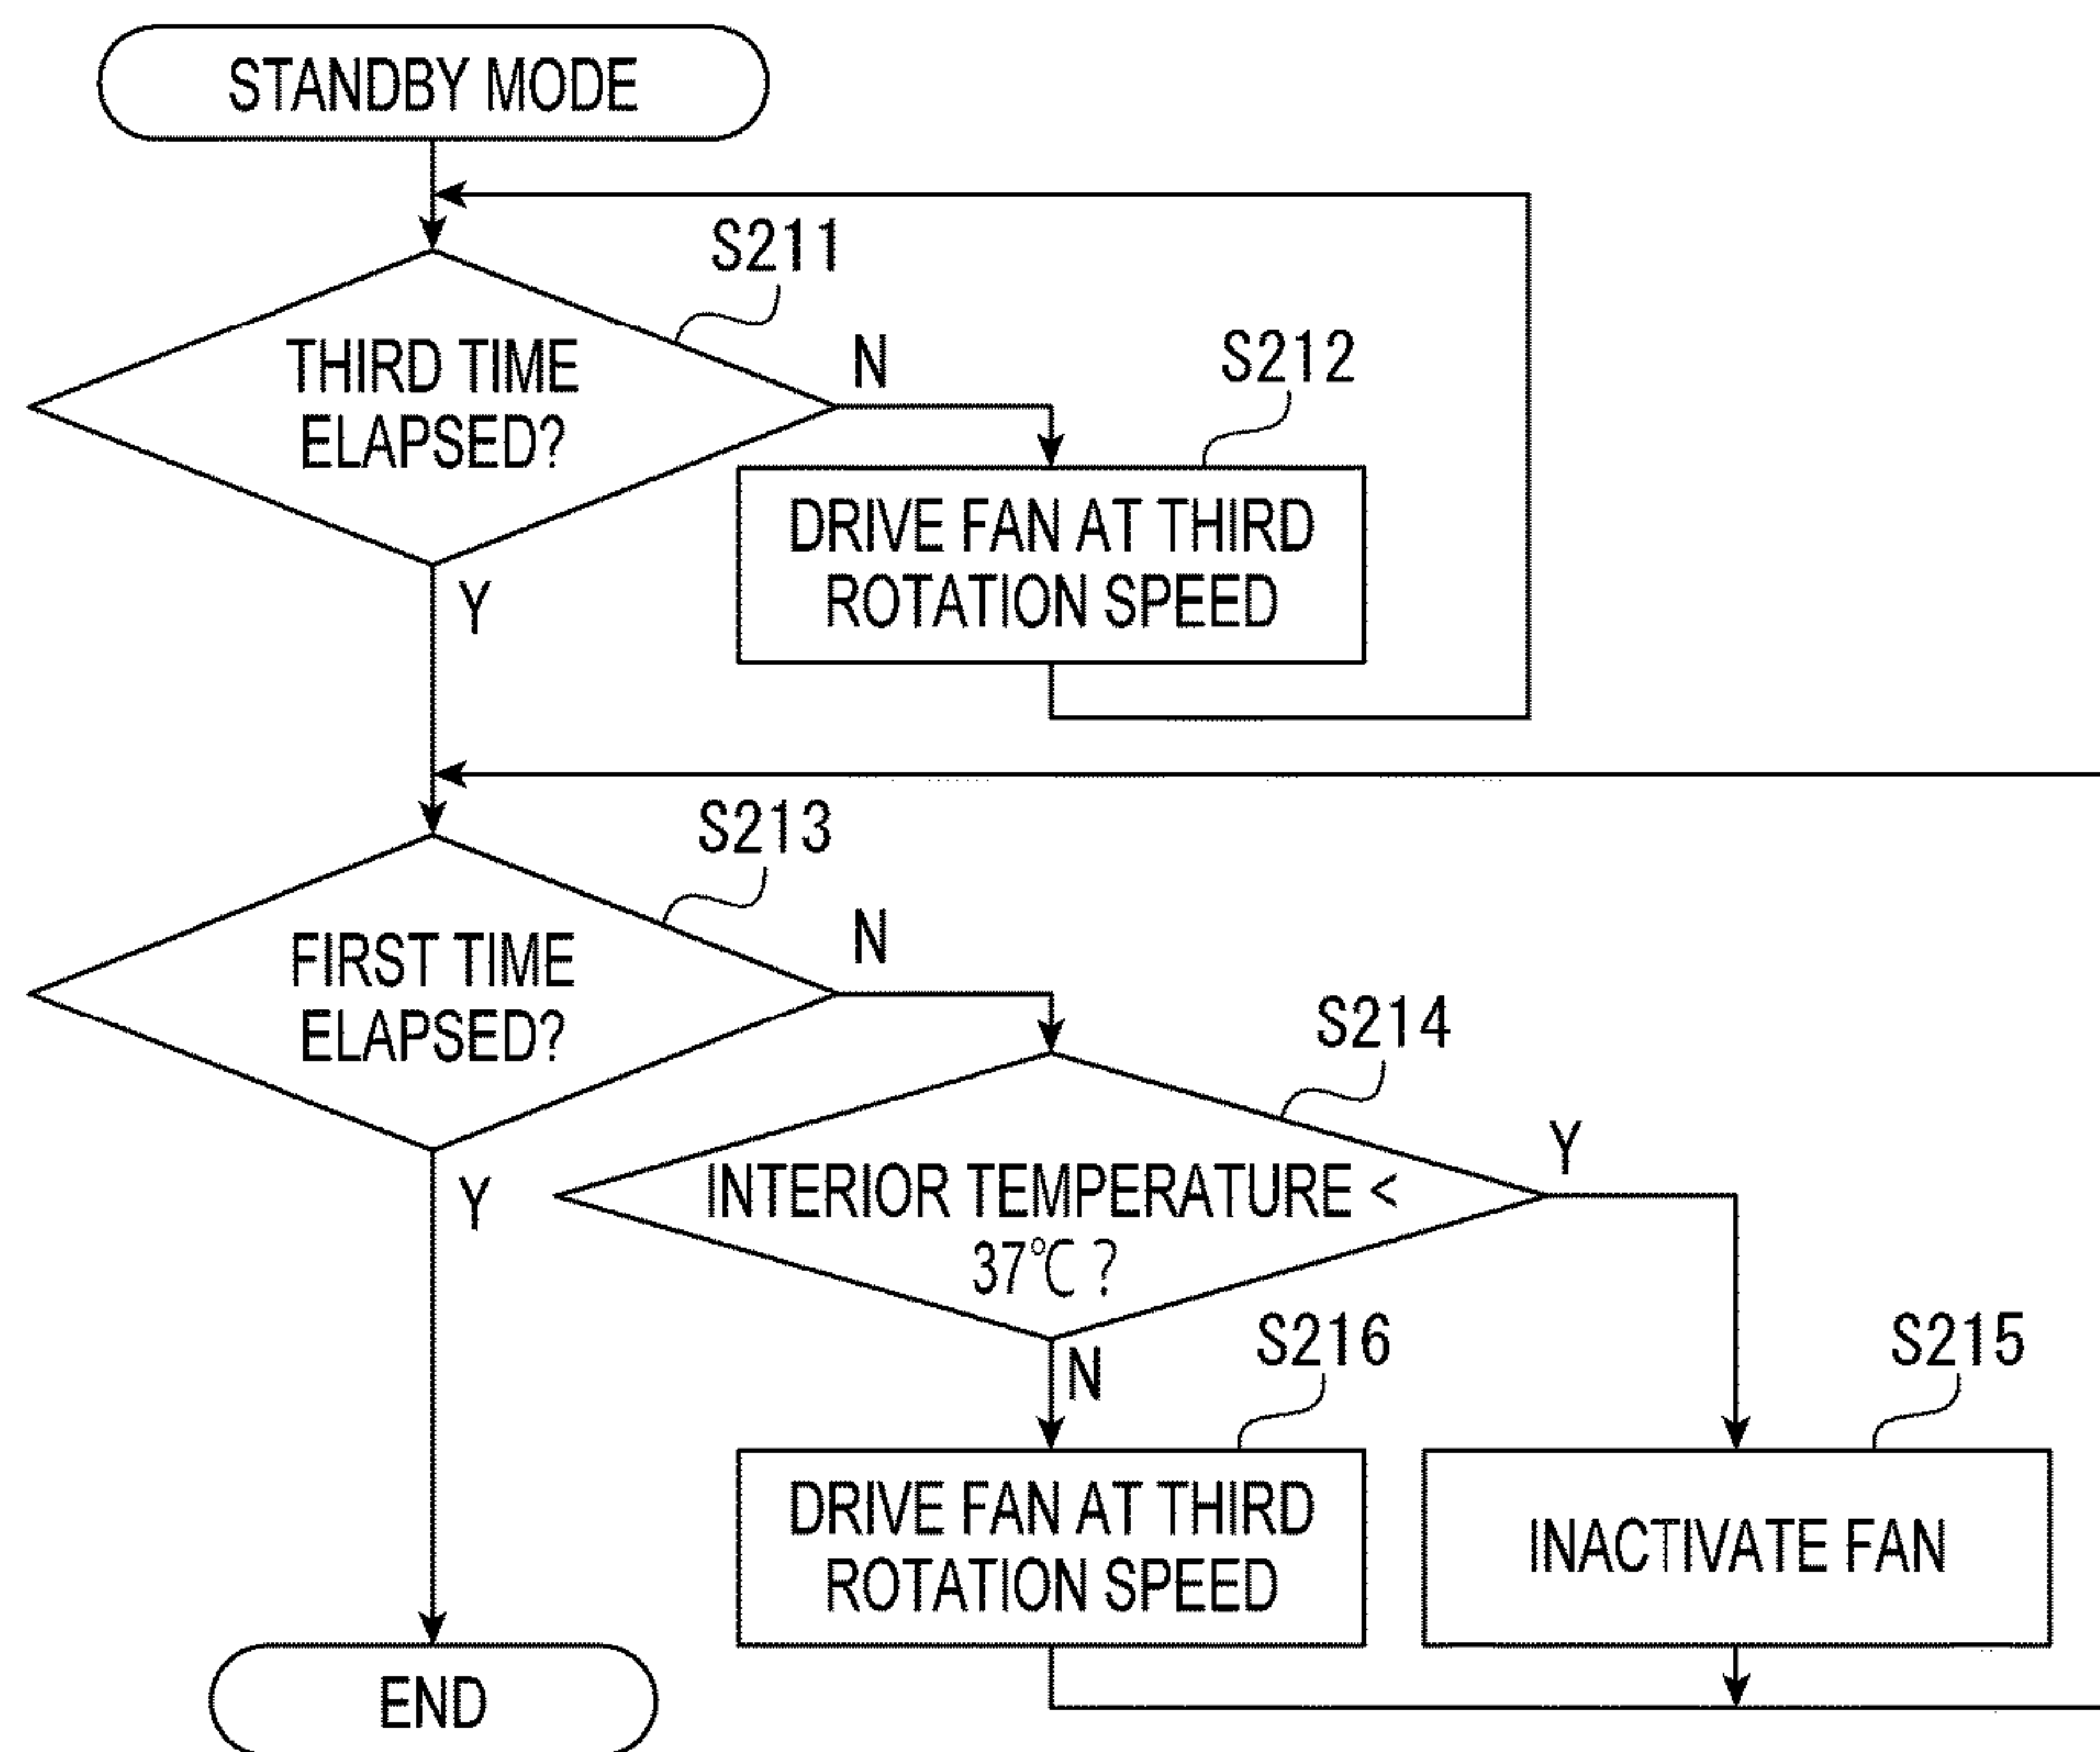 STANDBY MODE
S211
THIRD TIME
ELAPSED?
N
S212
DRIVE FAN AT THIRD
ROTATION SPEED
Y
S213
FIRST TIME
ELAPSED?
N
S214
INTERIOR TEMPERATURE <
37℃ ?
Y
Y
N
S216
S215
DRIVE FAN AT THIRD
ROTATION SPEED
INACTIVATE FAN
END